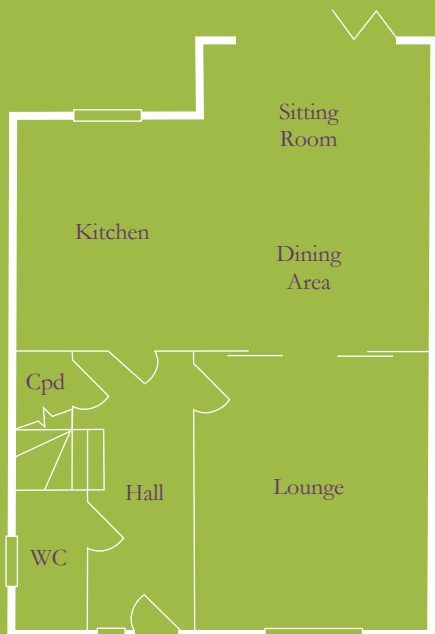 Sitting
Room
Kitchen
Dining
Area
Cpd
Hall
Lounge
WC